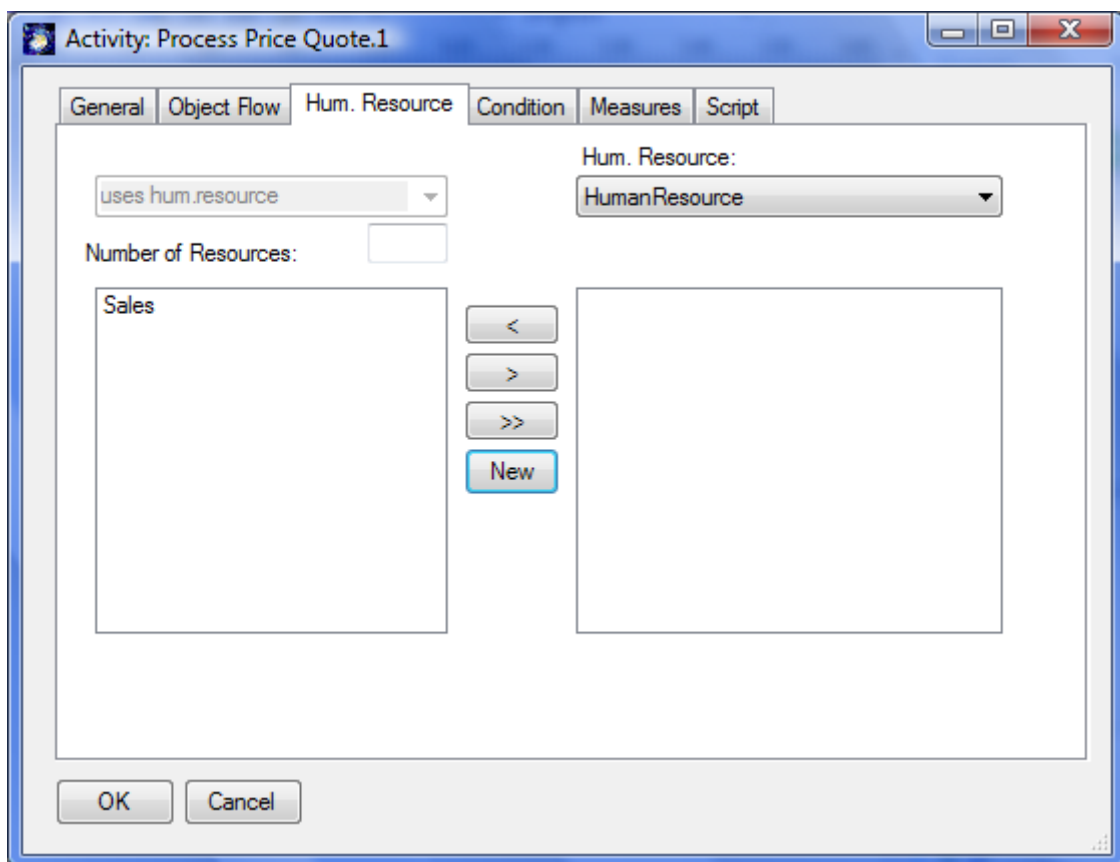 Activity: Process Price Quote.1
General Object Flow Hum. Resource Condition Measures Script
Hum. Resource:
uses hum.resource HumanResource
Number of Resources:
Sales
<
>
>>
New
OK Cancel